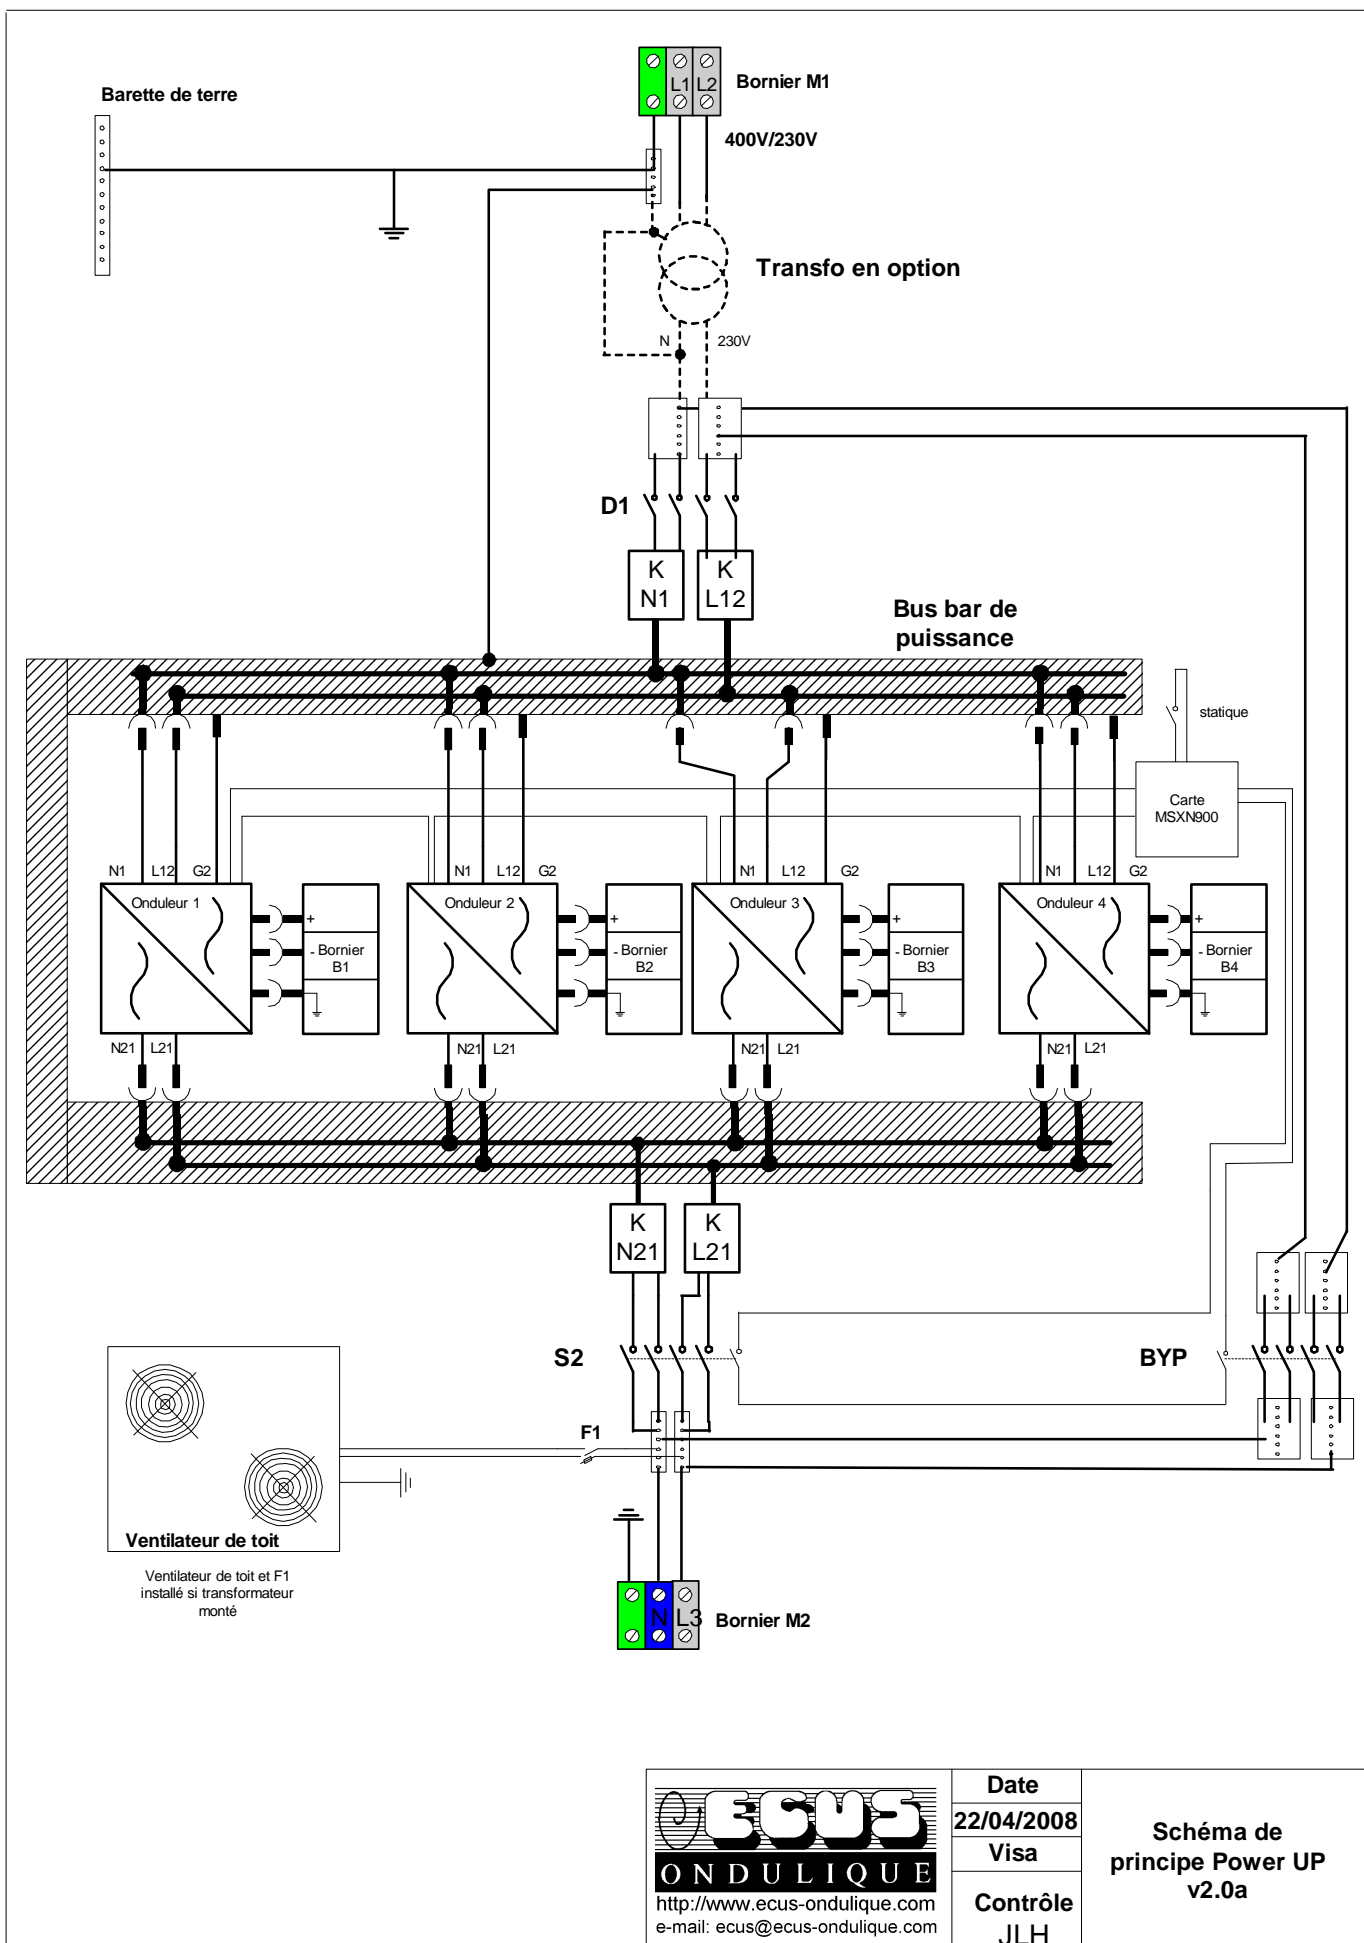 L1 L2
Bornier M1
Barette de terre
400V/230V
Transfo en option
N
230V
D1
K
N1
K
L12
Bus bar de
puissance
statique
Carte
MSXN900
N1 L12 G2
N1 L12 G2
N1 L12 G2
N1 L12 G2
Onduleur 1
+
- Bornier
B1
Onduleur 2
+
- Bornier
B2
Onduleur 3
+
- Bornier
B3
Onduleur 4
+
- Bornier
B4
N21 L21
N21 L21
N21 L21
N21 L21
K
N21
K
L21
S2
BYP
F1
Ventilateur de toit
Ventilateur de toit et F1
installé si transformateur
monté
N L3
Bornier M2
ECUS
ONDULIQUE
http://www.ecus-ondulique.com
e-mail: ecus@ecus-ondulique.com
Date
22/04/2008
Visa
Contrôle
JLH
Schéma de
principe Power UP
v2.0a